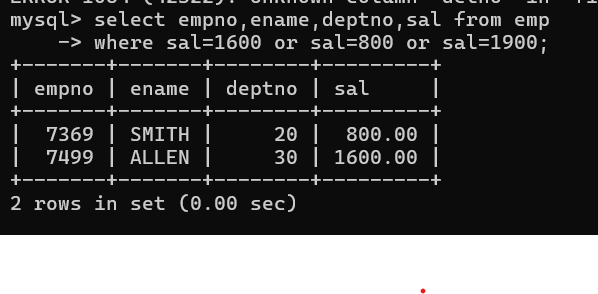 mysql> select empno,ename,deptno,sal from emp
    -> where sal=1600 or sal=800 or sal=1900;
+-------+-------+--------+---------+
| empno | ename | deptno | sal     |
+-------+-------+--------+---------+
|  7369 | SMITH |     20 |  800.00 |
|  7499 | ALLEN |     30 | 1600.00 |
+-------+-------+--------+---------+
2 rows in set (0.00 sec)